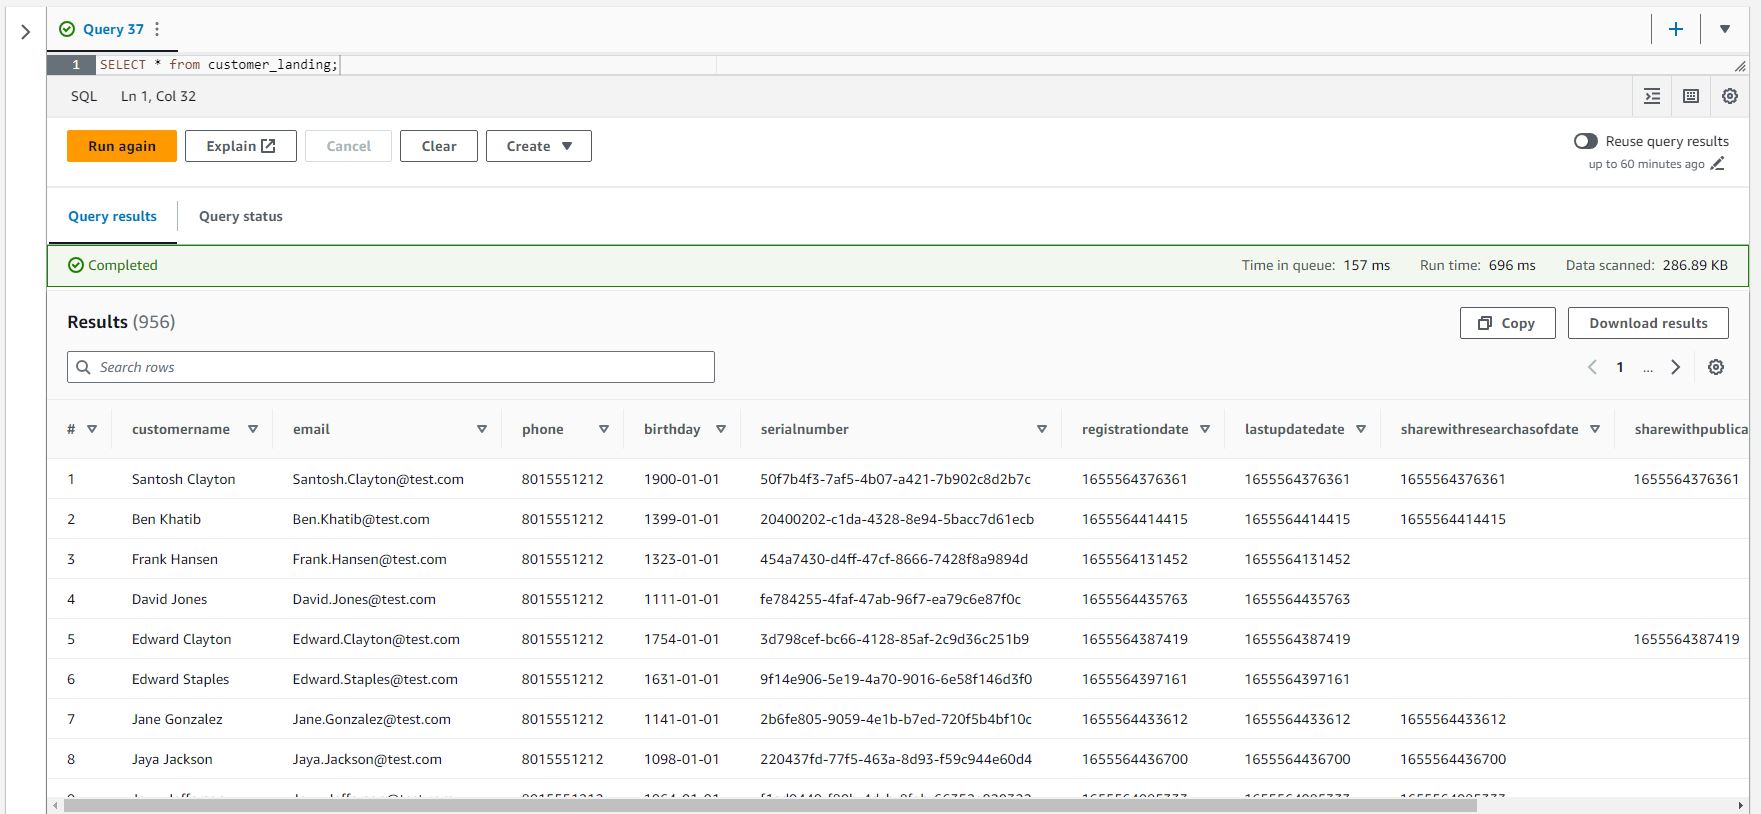 Query 37
1 SELECT * from customer_landing;
SQL Ln 1, Col 32
Run again Explain Cancel Clear Create
Reuse query results
up to 60 minutes ago
Query results Query status
Completed Time in queue: 157 ms Run time: 696 ms Data scanned: 286.89 KB
Results (956) Copy Download results
Search rows 1 ...
# customername email phone birthday serialnumber registrationdate lastupdatedate sharewithresearchasofdate sharewithpublica
1 Santosh Clayton Santosh.Clayton@test.com 8015551212 1900-01-01 50f7b4f3-7af5-4b07-a421-7b902c8d2b7c 1655564376361 1655564376361 1655564376361 1655564376361
2 Ben Khatib Ben.Khatib@test.com 8015551212 1399-01-01 20400202-c1da-4328-8e94-5bacc7d61ecb 1655564414415 1655564414415 1655564414415
3 Frank Hansen Frank.Hansen@test.com 8015551212 1323-01-01 454a7430-d4ff-47cf-8666-7428f8a9894d 1655564131452 1655564131452
4 David Jones David.Jones@test.com 8015551212 1111-01-01 fe784255-4faf-47ab-96f7-ea79c6e87f0c 1655564435763 1655564435763
5 Edward Clayton Edward.Clayton@test.com 8015551212 1754-01-01 3d798cef-bc66-4128-85af-2c9d36c251b9 1655564387419 1655564387419 1655564387419
6 Edward Staples Edward.Staples@test.com 8015551212 1631-01-01 9f14e906-5e19-4a70-9016-6e58f146d3f0 1655564397161 1655564397161
7 Jane Gonzalez Jane.Gonzalez@test.com 8015551212 1141-01-01 2b6fe805-9059-4e1b-b7ed-720f5b4bf10c 1655564433612 1655564433612 1655564433612
8 Jaya Jackson Jaya.Jackson@test.com 8015551212 1098-01-01 220437fd-77f5-463a-8d93-f59c944e60d4 1655564436700 1655564436700 1655564436700